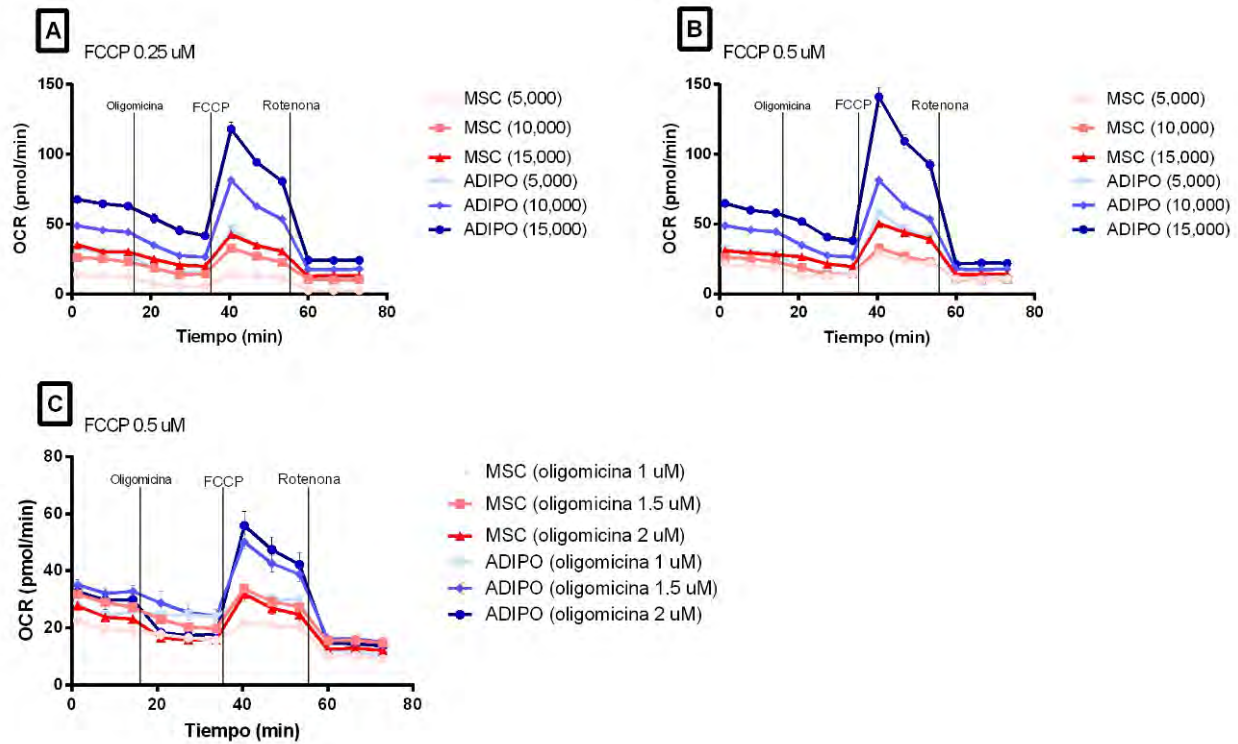 A
FCCP 0.25 uM
150
100
50
0
OCR (pmol/min)
Oligomicina
FCCP
Rotenona
0
20
40
60
80
Tiempo (min)
MSC (5,000)
MSC (10,000)
MSC (15,000)
ADIPO (5,000)
ADIPO (10,000)
ADIPO (15,000)
B
FCCP 0.5 uM
150
100
50
0
OCR (pmol/min)
Oligomicina
FCCP
Rotenona
0
20
40
60
80
Tiempo (min)
MSC (5,000)
MSC (10,000)
MSC (15,000)
ADIPO (5,000)
ADIPO (10,000)
ADIPO (15,000)
C
FCCP 0.5 uM
80
60
40
20
0
OCR (pmol/min)
Oligomicina
FCCP
Rotenona
0
20
40
60
80
Tiempo (min)
MSC (oligomicina 1 uM)
MSC (oligomicina 1.5 uM)
MSC (oligomicina 2 uM)
ADIPO (oligomicina 1 uM)
ADIPO (oligomicina 1.5 uM)
ADIPO (oligomicina 2 uM)